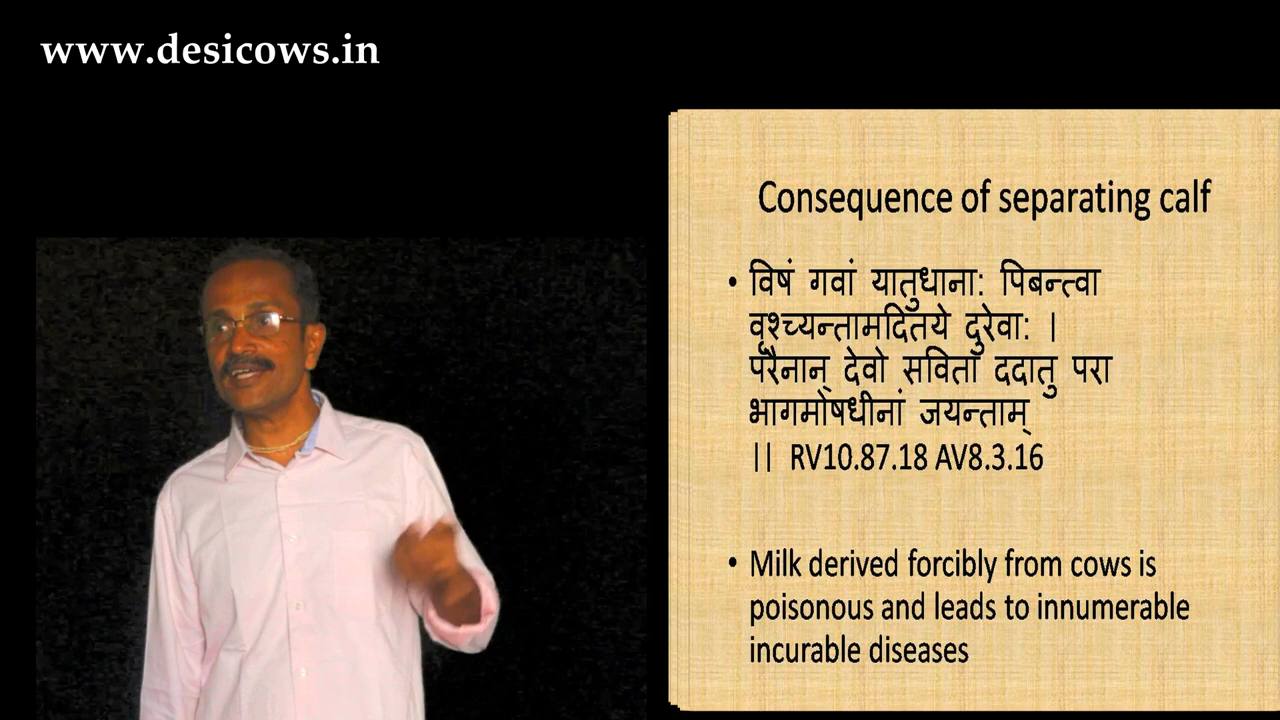 www.desicows.in
Consequence of separating calf
• विषं गवां यातुधाना: पिबन्त्वा
वृश्च्यन्तामदितये दुरेवा: |
परैनान् देवो सविता ददातु परा
भागमोषधीनां जयन्ताम्
|| RV10.87.18 AV8.3.16
• Milk derived forcibly from cows is
poisonous and leads to innumerable
incurable diseases